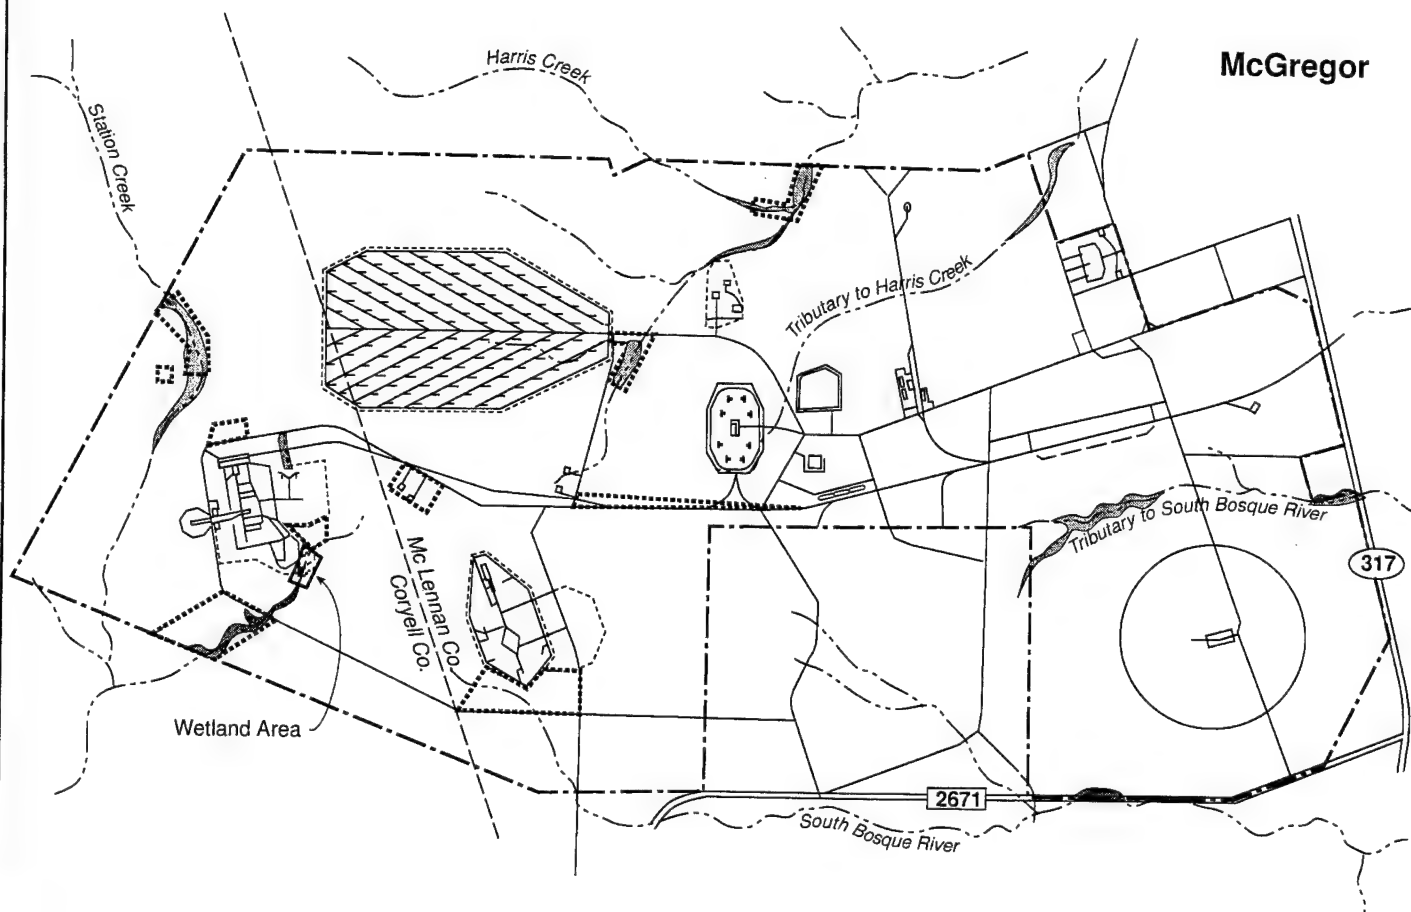 McGregor
Harris Creek
Station Creek
Tributary to Harris Creek
Tributary to South Bosque River
317
Mc Lennan Co.
Coryell Co.
Wetland Area
2671
South Bosque River